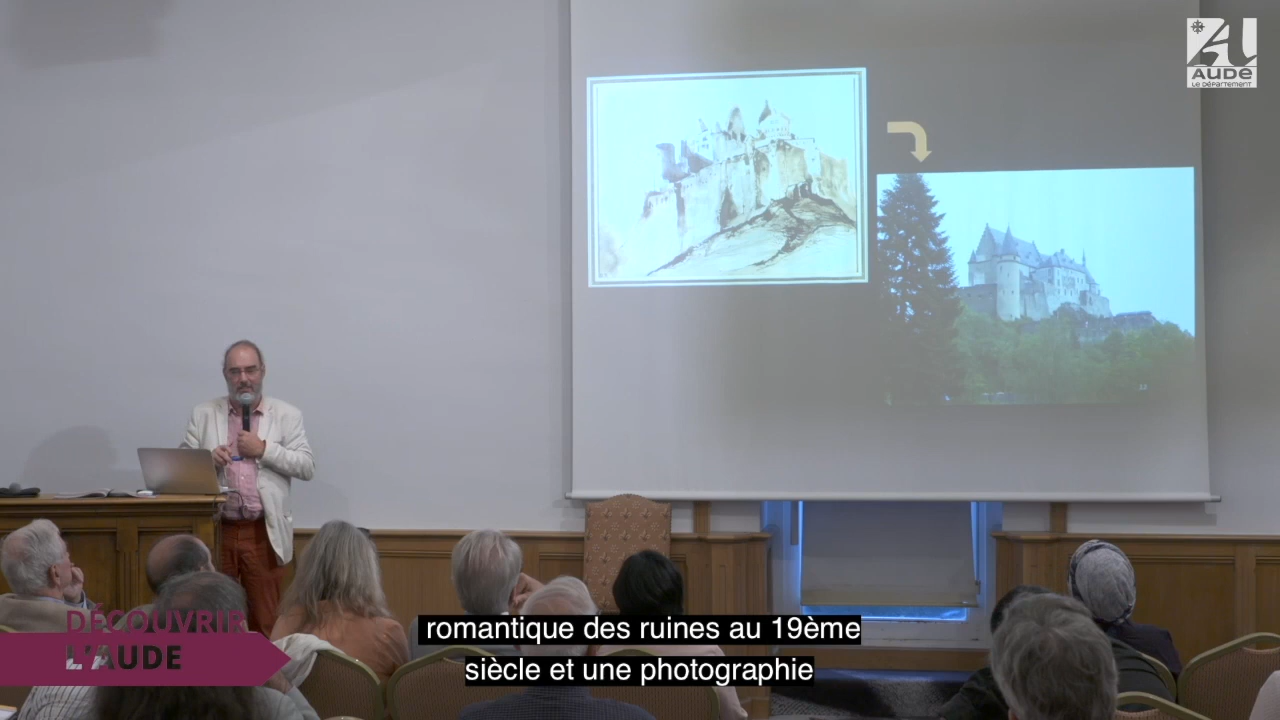 AUDE
LE DÉPARTEMENT
DÉCOUVRIR
L'AUDE
romantique des ruines au 19ème
siècle et une photographie